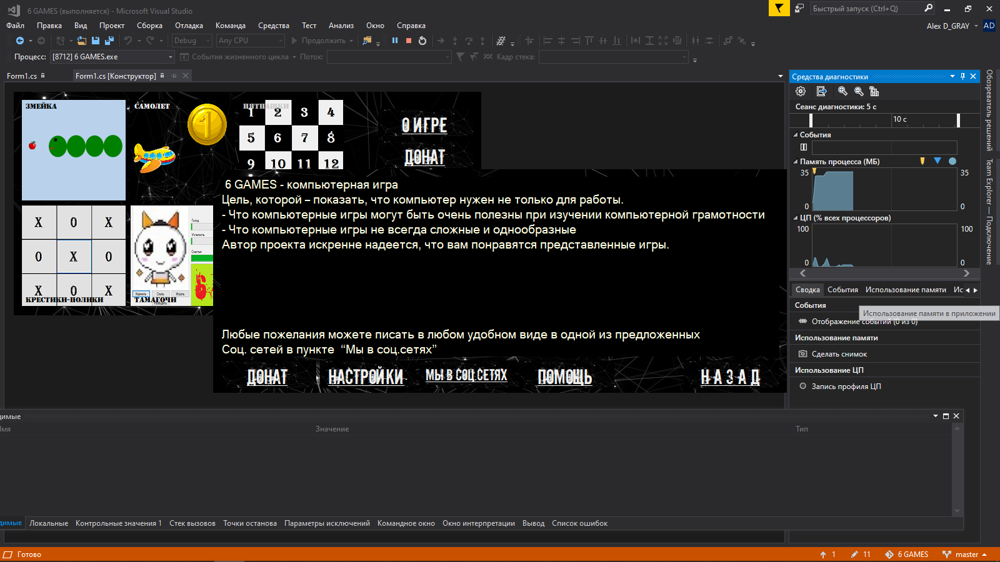 6 GAMES (выполняется) - Microsoft Visual Studio
Быстрый запуск (Ctrl+Q)
Файл Правка Вид Проект Сборка Отладка Команда Средства Тест Анализ Окно Справка
Alex D_GRAY AD
Debug Any CPU Продолжить
Процесс: [8712] 6 GAMES.exe События жизненного цикла Поток: Кадр стека:
Form1.cs Form1.cs [Конструктор]
ЗМЕЙКА
САМОЛЕТ
1
ПЯТНАШКИ
1 2 3 4
5 6 7 8
9 10 11 12
О ИГРЕ
ДОНАТ
X O X
O X O
X O X
КРЕСТИКИ-НОЛИКИ
Голод
Усталость
Счастье
Кормить Спать Играть
ТАМАГОЧИ
6
6 GAMES - компьютерная игра
Цель, которой – показать, что компьютер нужен не только для работы.
- Что компьютерные игры могут быть очень полезны при изучении компьютерной грамотности
- Что компьютерные игры не всегда сложные и однообразные
Автор проекта искренне надеется, что вам понравятся представленные игры.
Любые пожелания можете писать в любом удобном виде в одной из предложенных
Соц. сетей в пункте “Мы в соц.сетях”
ДОНАТ НАСТРОЙКИ МЫ В СОЦ.СЕТЯХ ПОМОЩЬ НАЗАД
Средства диагностики
Сеанс диагностики: 5 с
10 с
События
Память процесса (МБ)
35 35
0 0
ЦП (% всех процессоров)
100 100
0 0
Сводка События Использование памяти Ис
События
Использование памяти в приложении
Отображение событий (0 из 0)
Использование памяти
Сделать снимок
Использование ЦП
Запись профиля ЦП
Обозреватель решений
Team Explorer — Подключение
димые
Имя Значение Тип
димые Локальные Контрольные значения 1 Стек вызовов Точки останова Параметры исключений Командное окно Окно интерпретации Вывод Список ошибок
Готово
1 11 6 GAMES master